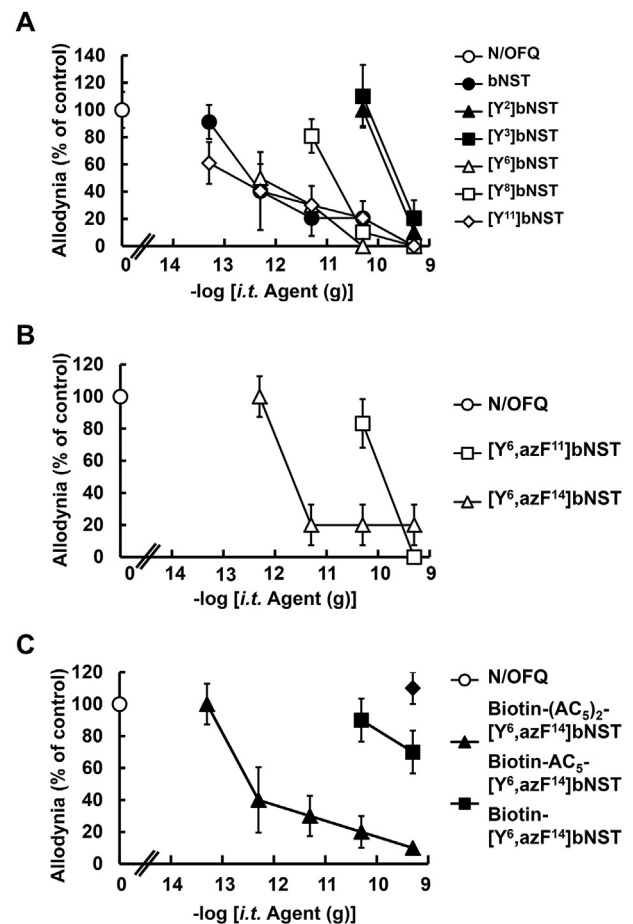 A
Allodynia (% of control)
140
120
100
80
60
40
20
0
0 14 13 12 11 10 9
-log [i.t. Agent (g)]
N/OFQ
bNST
[Y²]bNST
[Y³]bNST
[Y⁶]bNST
[Y⁸]bNST
[Y¹¹]bNST
B
Allodynia (% of control)
120
100
80
60
40
20
0
0 14 13 12 11 10 9
-log [i.t. Agent (g)]
N/OFQ
[Y⁶,azF¹¹]bNST
[Y⁶,azF¹⁴]bNST
C
Allodynia (% of control)
120
100
80
60
40
20
0
0 14 13 12 11 10 9
-log [i.t. Agent (g)]
N/OFQ
Biotin-(AC₅)₂-
[Y⁶,azF¹⁴]bNST
Biotin-AC₅-
[Y⁶,azF¹⁴]bNST
Biotin-
[Y⁶,azF¹⁴]bNST